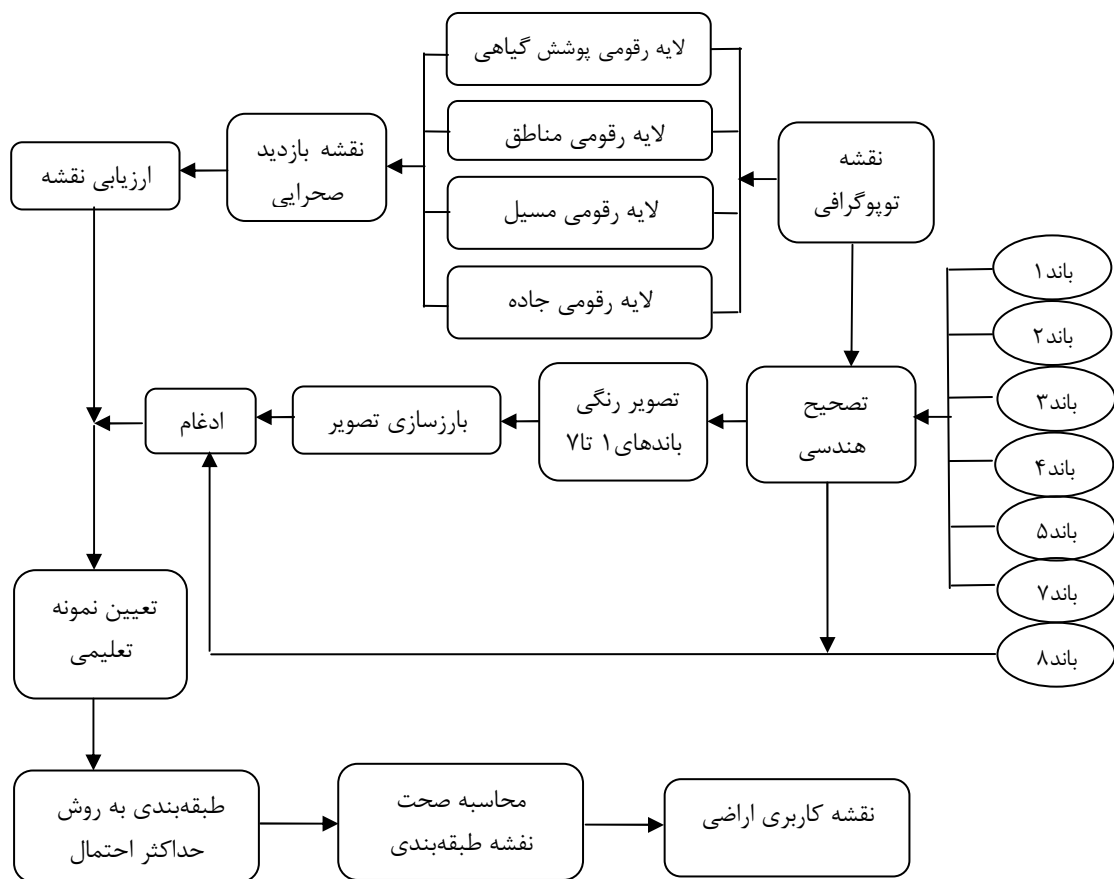 لایه رقومی پوشش گیاهی
لایه رقومی مناطق
لایه رقومی مسیل
لایه رقومی جاده
نقشه
توپوگرافی
نقشه بازدید
صحرایی
ارزیابی نقشه
باند۱
باند۲
باند۳
باند۴
باند۵
باند۷
باند۸
تصحیح
هندسی
تصویر رنگی
باندهای۱ تا۷
بارزسازی تصویر
ادغام
تعیین نمونه
تعلیمی
طبقه‌بندی به روش
حداکثر احتمال
محاسبه صحت
نفشه طبقه‌بندی
نقشه کاربری اراضی